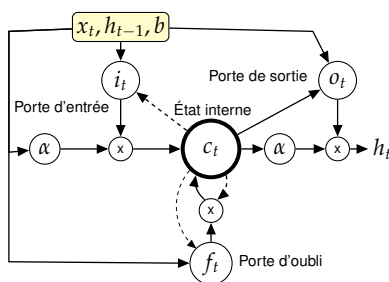 x_t, h_{t−1}, b
i_t
Porte de sortie
o_t
Porte d'entrée
État interne
α
x
c_t
α
x
h_t
x
f_t
Porte d'oubli